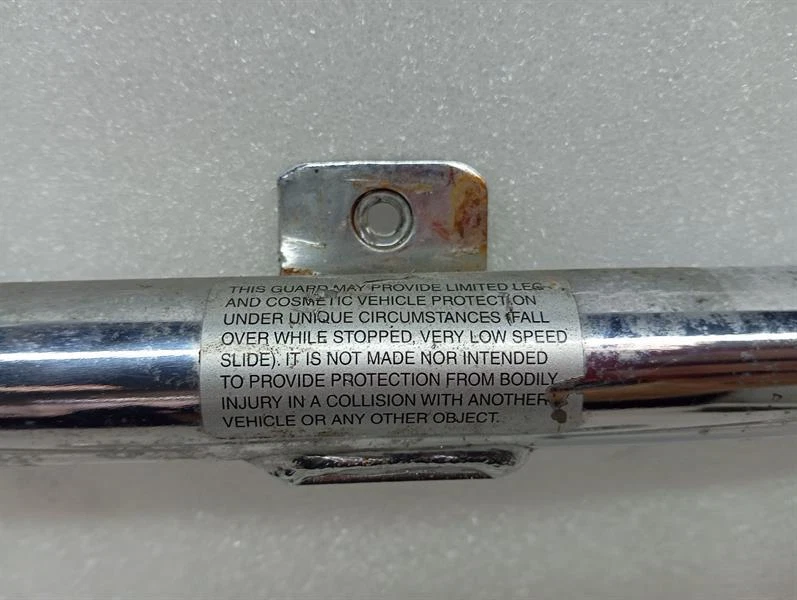 THIS GUARD MAY PROVIDE LIMITED LEG
AND COSMETIC VEHICLE PROTECTION
UNDER UNIQUE CIRCUMSTANCES (FALL
OVER WHILE STOPPED, VERY LOW SPEED
SLIDE). IT IS NOT MADE NOR INTENDED
TO PROVIDE PROTECTION FROM BODILY
INJURY IN A COLLISION WITH ANOTHER
VEHICLE OR ANY OTHER OBJECT.